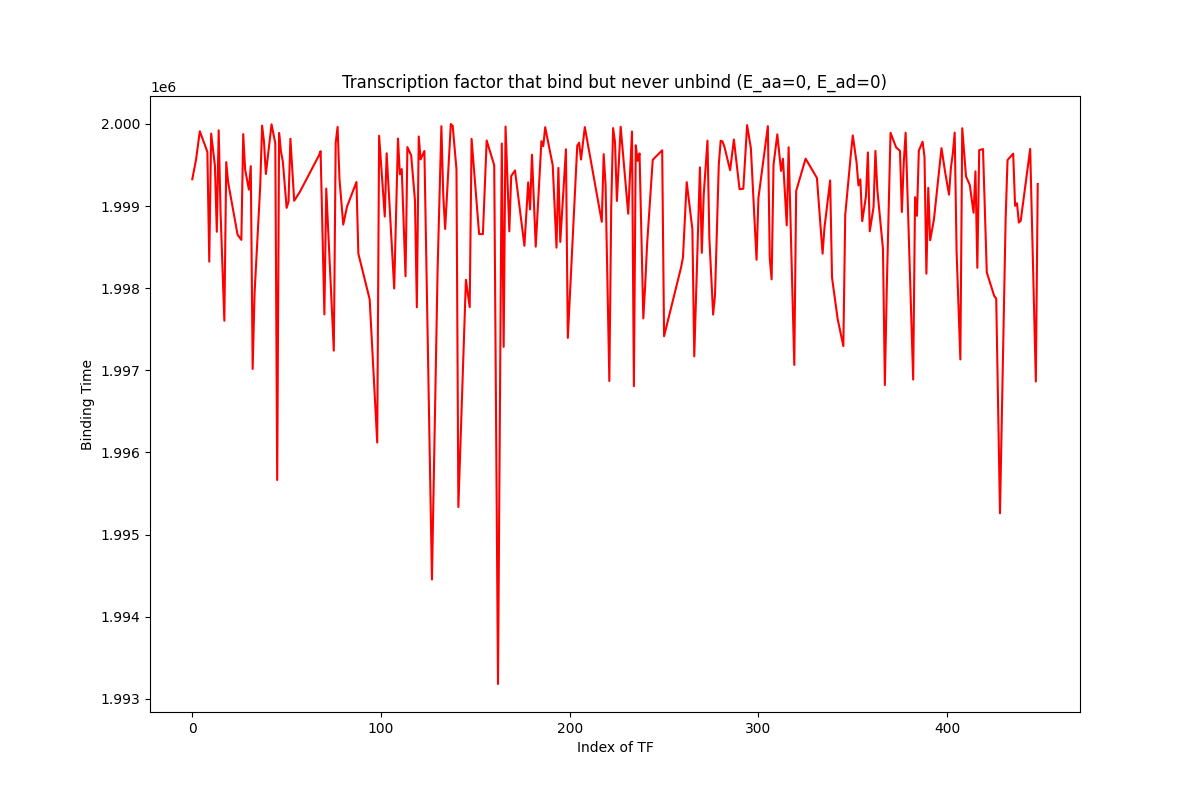 Transcription factor that bind but never unbind (E_aa=0, E_ad=0)
1e6
2.000
1.999
1.998
1.997
1.996
1.995
1.994
1.993
Binding Time
0 100 200 300 400
Index of TF